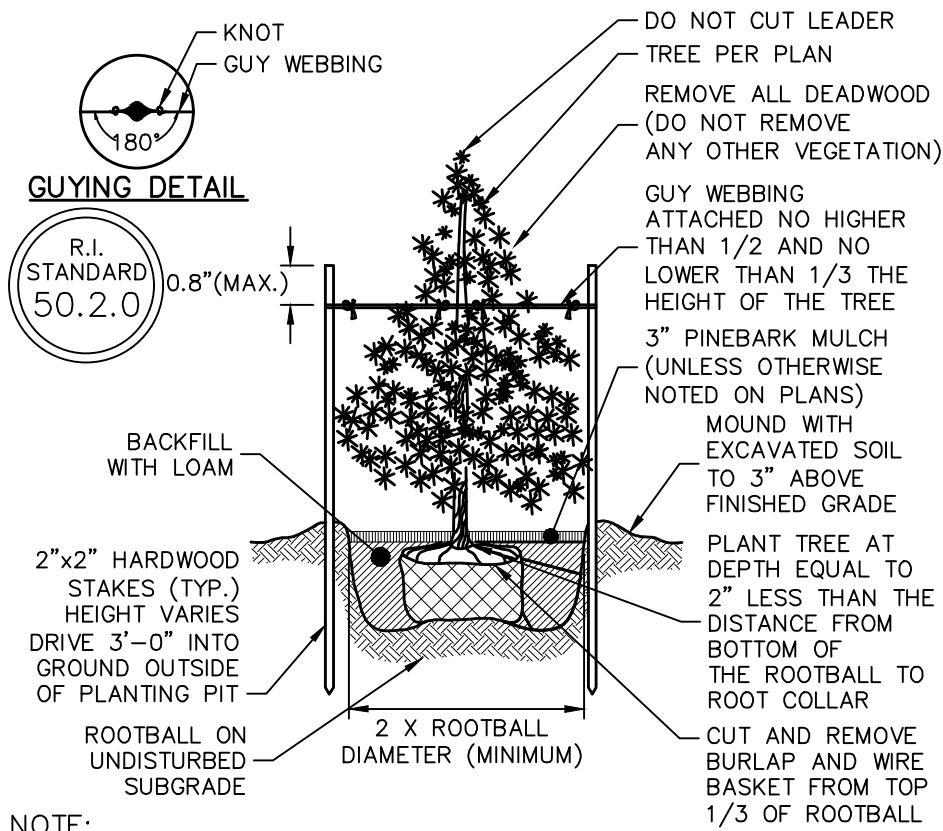 KNOT
GUY WEBBING
180°
GUYING DETAIL
R.I.
STANDARD
50.2.0
0.8"(MAX.)
DO NOT CUT LEADER
TREE PER PLAN
REMOVE ALL DEADWOOD
(DO NOT REMOVE
ANY OTHER VEGETATION)
GUY WEBBING
ATTACHED NO HIGHER
THAN 1/2 AND NO
LOWER THAN 1/3 THE
HEIGHT OF THE TREE
3" PINEBARK MULCH
(UNLESS OTHERWISE
NOTED ON PLANS)
MOUND WITH
EXCAVATED SOIL
TO 3" ABOVE
FINISHED GRADE
BACKFILL
WITH LOAM
2"x2" HARDWOOD
STAKES (TYP.)
HEIGHT VARIES
DRIVE 3'-0" INTO
GROUND OUTSIDE
OF PLANTING PIT
PLANT TREE AT
DEPTH EQUAL TO
2" LESS THAN THE
DISTANCE FROM
BOTTOM OF
THE ROOTBALL TO
ROOT COLLAR
ROOTBALL ON
UNDISTURBED
SUBGRADE
2 X ROOTBALL
DIAMETER (MINIMUM)
CUT AND REMOVE
BURLAP AND WIRE
BASKET FROM TOP
1/3 OF ROOTBALL
NOTE: